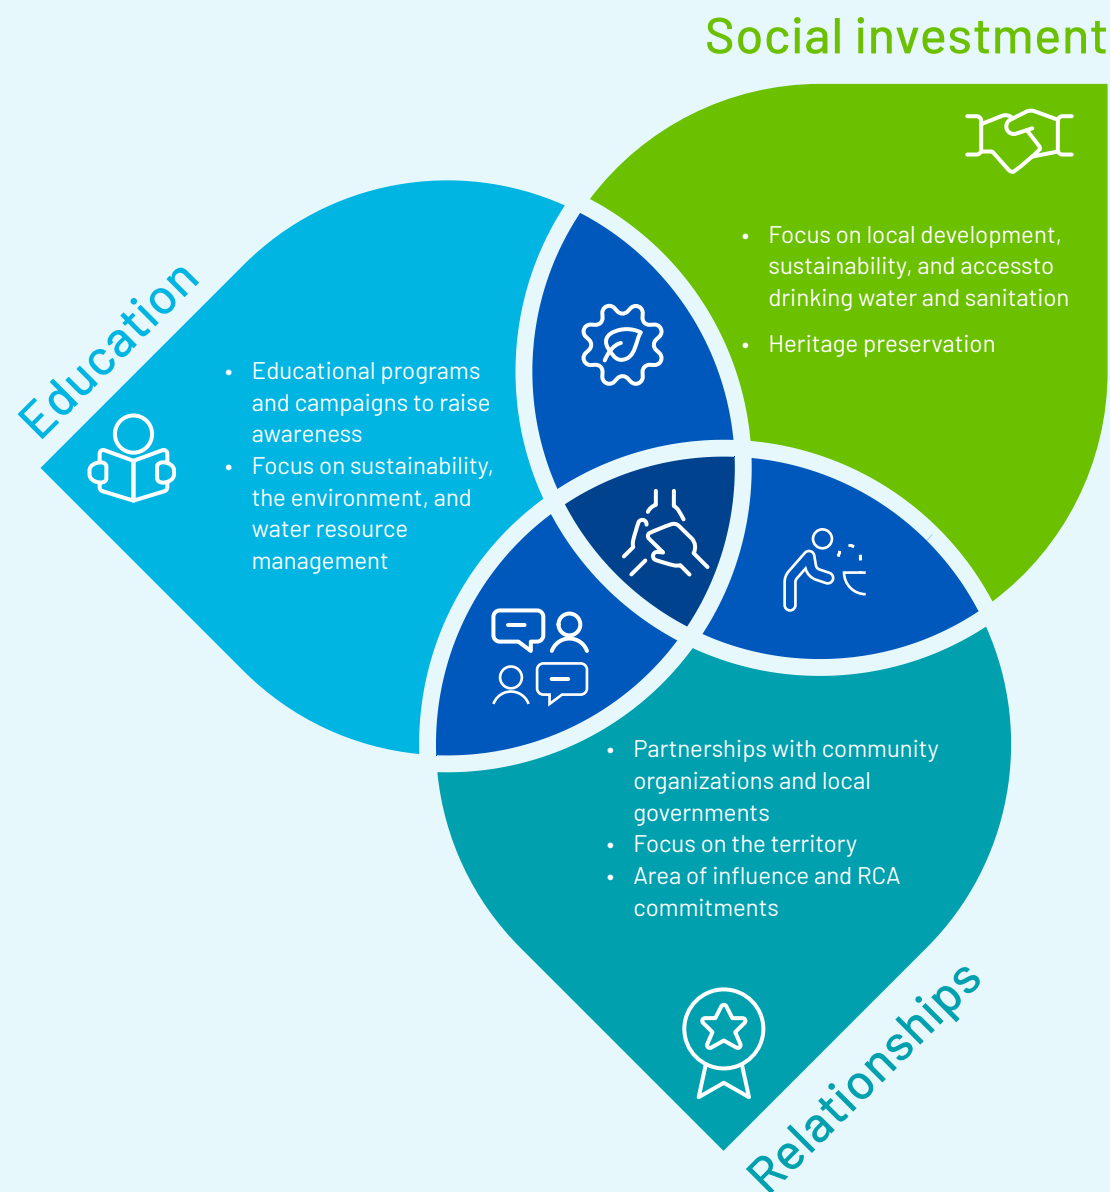 Social investment
• Focus on local development,
sustainability, and accessto
drinking water and sanitation
• Heritage preservation
Education
• Educational programs
and campaigns to raise
awareness
• Focus on sustainability,
the environment, and
water resource
management
• Partnerships with community
organizations and local
governments
• Focus on the territory
• Area of influence and RCA
commitments
Relationships